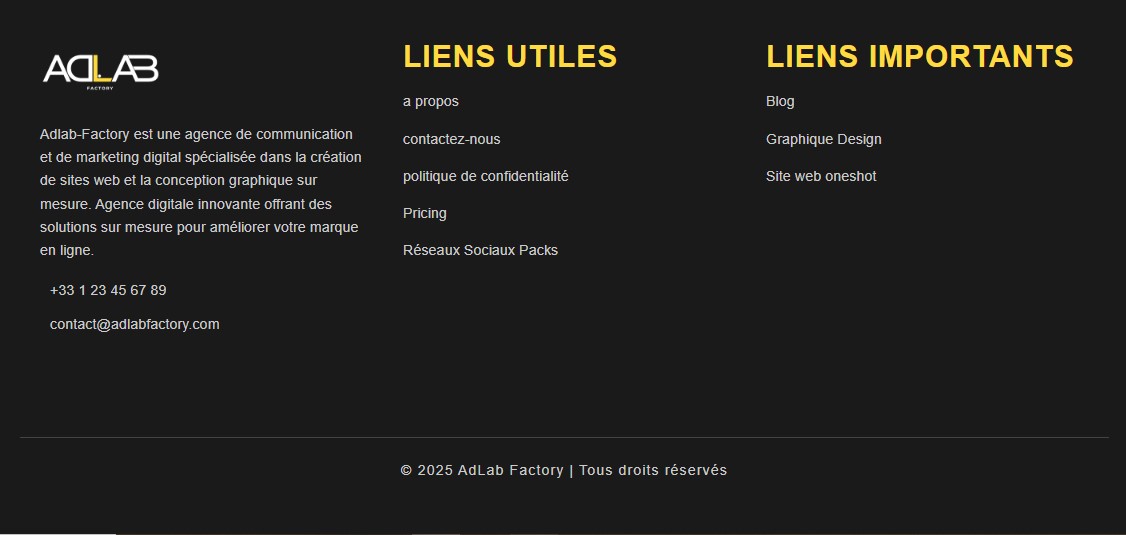 ADLAB
FACTORY
Adlab-Factory est une agence de communication
et de marketing digital spécialisée dans la création
de sites web et la conception graphique sur
mesure. Agence digitale innovante offrant des
solutions sur mesure pour améliorer votre marque
en ligne.
+33 1 23 45 67 89
contact@adlabfactory.com
LIENS UTILES
a propos
contactez-nous
politique de confidentialité
Pricing
Réseaux Sociaux Packs
LIENS IMPORTANTS
Blog
Graphique Design
Site web oneshot
© 2025 AdLab Factory | Tous droits réservés